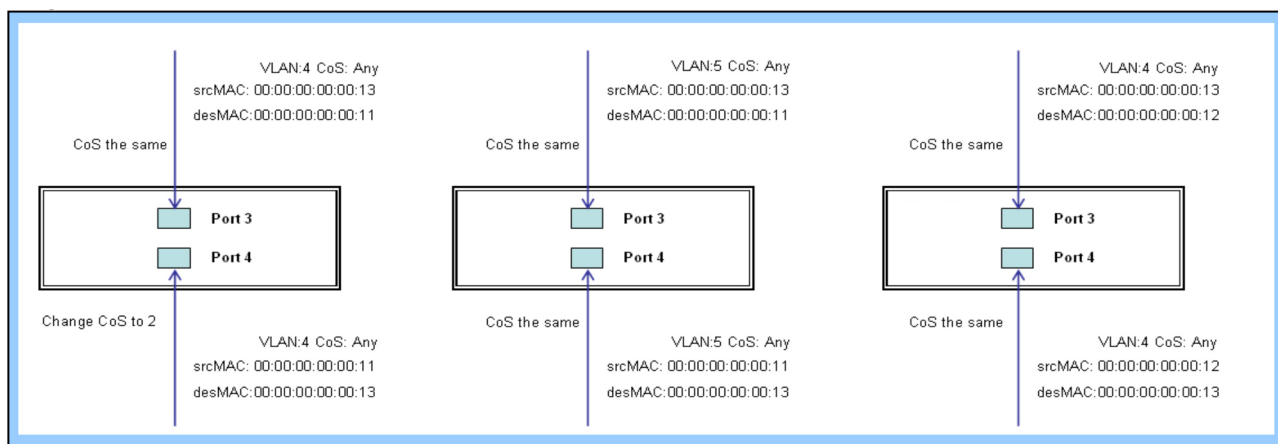 VLAN:4 CoS: Any
srcMAC: 00:00:00:00:00:13
desMAC:00:00:00:00:00:11
CoS the same
Port 3
Port 4
Change CoS to 2
VLAN:4 CoS: Any
srcMAC: 00:00:00:00:00:11
desMAC:00:00:00:00:00:13
VLAN:5 CoS: Any
srcMAC: 00:00:00:00:00:13
desMAC:00:00:00:00:00:11
CoS the same
Port 3
Port 4
CoS the same
VLAN:5 CoS: Any
srcMAC: 00:00:00:00:00:11
desMAC:00:00:00:00:00:13
VLAN:4 CoS: Any
srcMAC: 00:00:00:00:00:13
desMAC:00:00:00:00:00:12
CoS the same
Port 3
Port 4
CoS the same
VLAN:4 CoS: Any
srcMAC: 00:00:00:00:00:12
desMAC:00:00:00:00:00:13